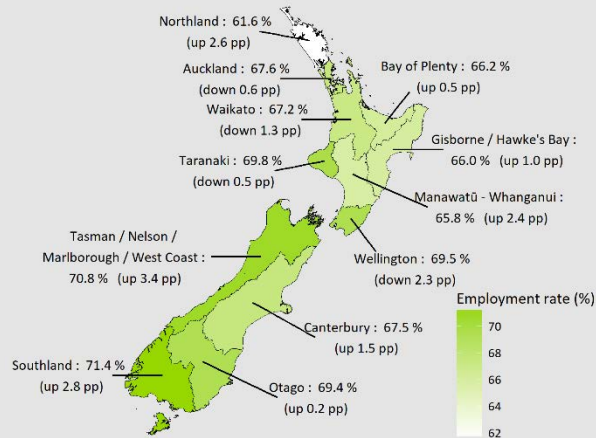 Northland : 61.6 %
(up 2.6 pp)
Auckland : 67.6 %
(down 0.6 pp)
Waikato : 67.2 %
(down 1.3 pp)
Taranaki : 69.8 %
(down 0.5 pp)
Bay of Plenty : 66.2 %
(up 0.5 pp)
Gisborne / Hawke's Bay :
66.0 % (up 1.0 pp)
Manawatū - Whanganui :
65.8 % (up 2.4 pp)
Tasman / Nelson /
Marlborough / West Coast :
70.8 % (up 3.4 pp)
Wellington : 69.5 %
(down 2.3 pp)
Canterbury : 67.5 %
(up 1.5 pp)
Southland : 71.4 %
(up 2.8 pp)
Otago : 69.4 %
(up 0.2 pp)
Employment rate (%)
70
68
66
64
62